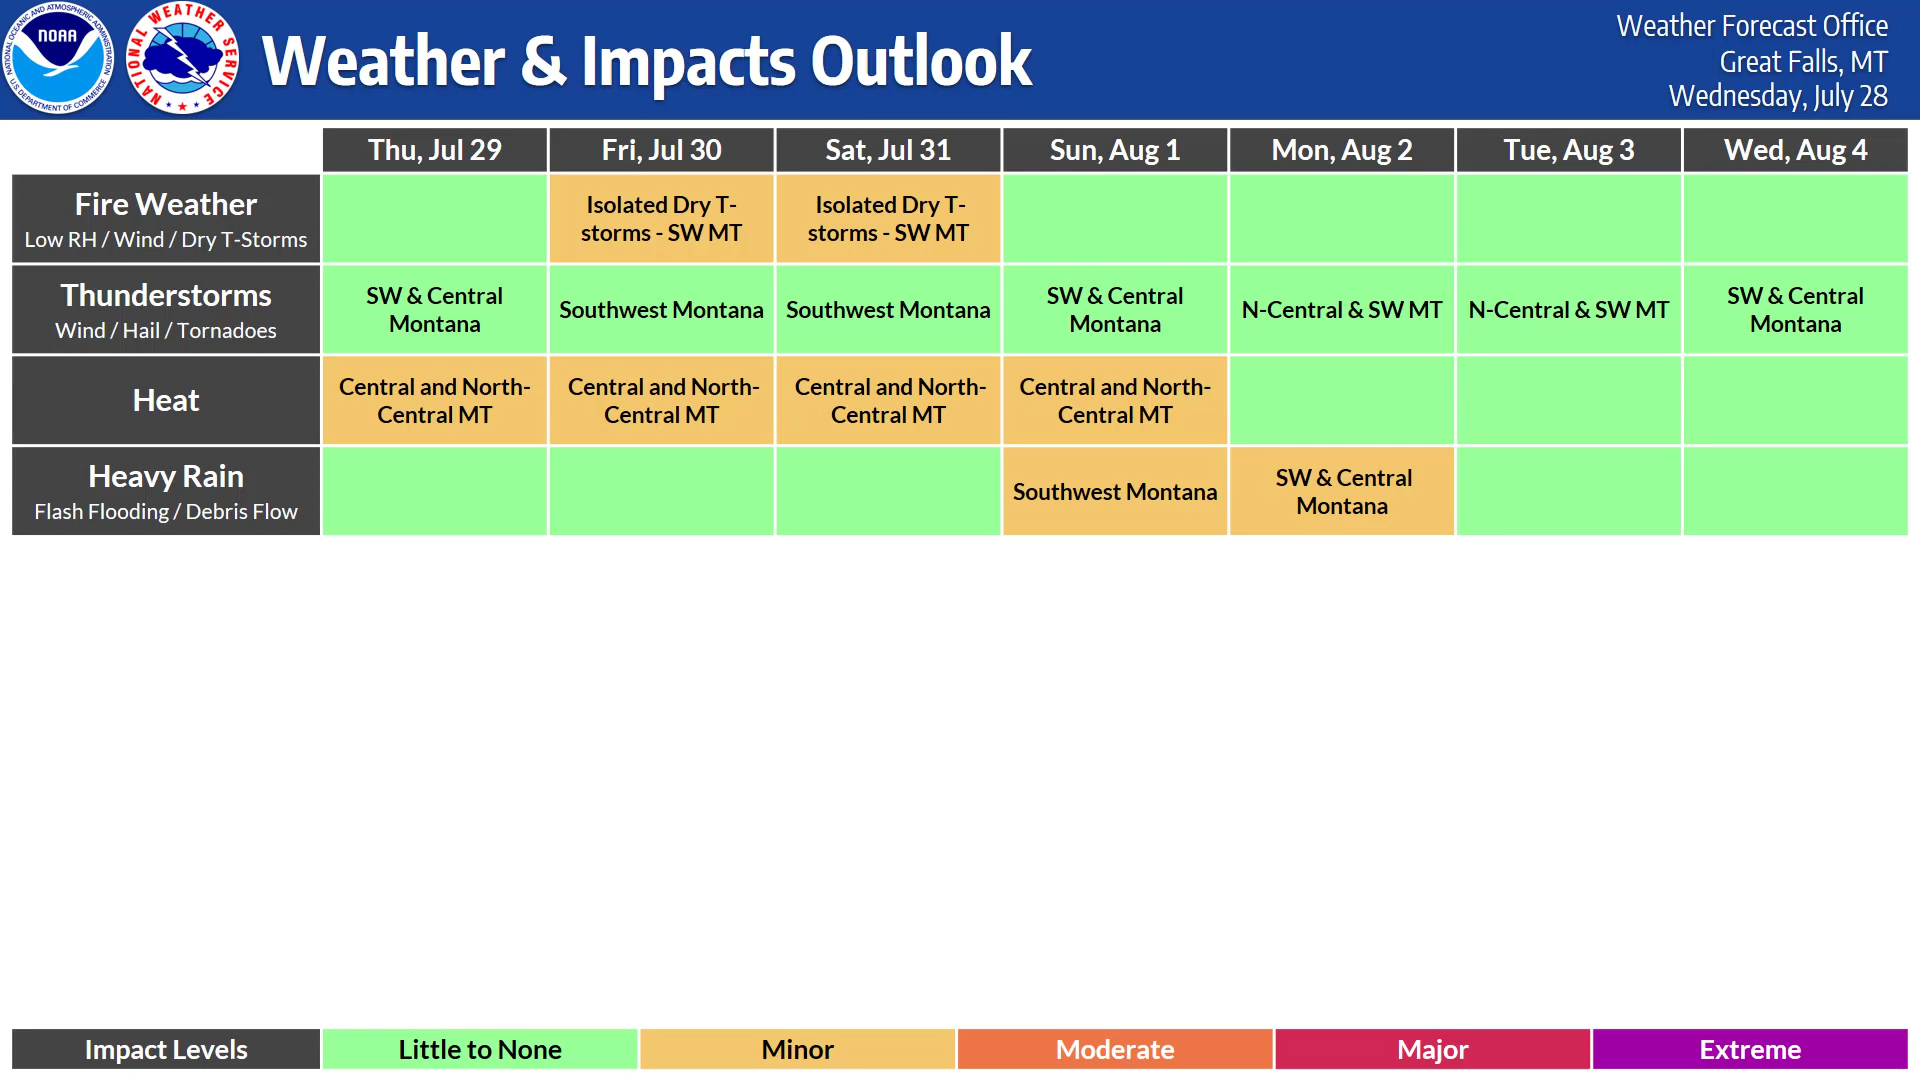 NATIONAL OCEANIC AND ATMOSPHERIC ADMINISTRATION
NOAA
U.S. DEPARTMENT OF COMMERCE
NATIONAL WEATHER SERVICE
Weather & Impacts Outlook
Weather Forecast Office
Great Falls, MT
Wednesday, July 28
Thu, Jul 29
Fri, Jul 30
Sat, Jul 31
Sun, Aug 1
Mon, Aug 2
Tue, Aug 3
Wed, Aug 4
Fire Weather
Low RH / Wind / Dry T-Storms
Isolated Dry T-
storms - SW MT
Isolated Dry T-
storms - SW MT
Thunderstorms
Wind / Hail / Tornadoes
SW & Central
Montana
Southwest Montana
Southwest Montana
SW & Central
Montana
N-Central & SW MT
N-Central & SW MT
SW & Central
Montana
Heat
Central and North-
Central MT
Central and North-
Central MT
Central and North-
Central MT
Central and North-
Central MT
Heavy Rain
Flash Flooding / Debris Flow
Southwest Montana
SW & Central
Montana
Impact Levels
Little to None
Minor
Moderate
Major
Extreme